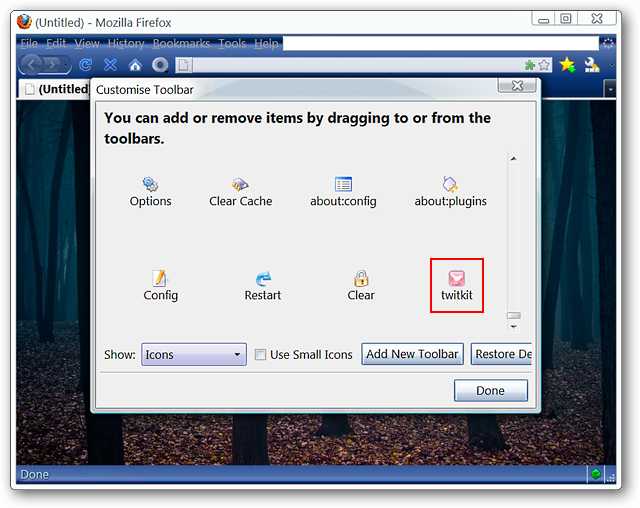 (Untitled) - Mozilla Firefox
File Edit View History Bookmarks Tools Help
(Untitled)
Customise Toolbar
You can add or remove items by dragging to or from the
toolbars.
Options Clear Cache about:config about:plugins
Config Restart Clear twitkit
Show: Icons Use Small Icons Add New Toolbar Restore De
Done
Done